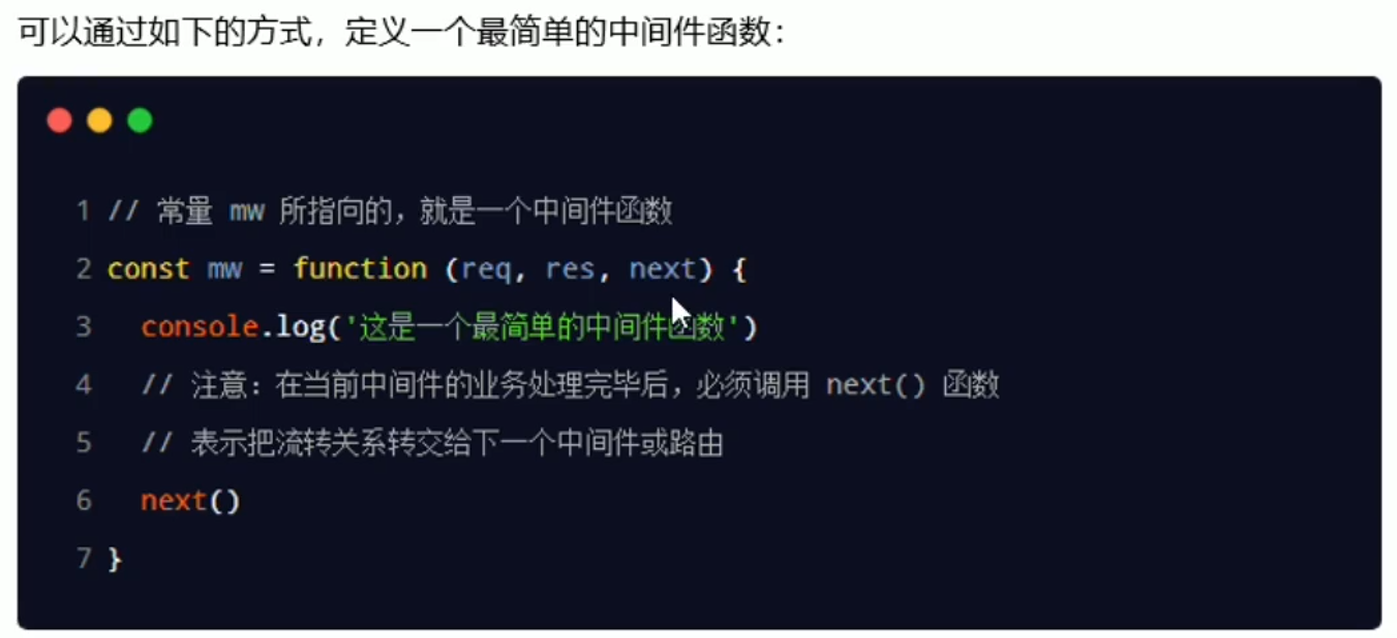 可以通过如下的方式，定义一个最简单的中间件函数：
1 // 常量 mw 所指向的，就是一个中间件函数
2 const mw = function (req, res, next) {
3   console.log('这是一个最简单的中间件函数')
4   // 注意：在当前中间件的业务处理完毕后，必须调用 next() 函数
5   // 表示把流转关系转交给下一个中间件或路由
6   next()
7 }